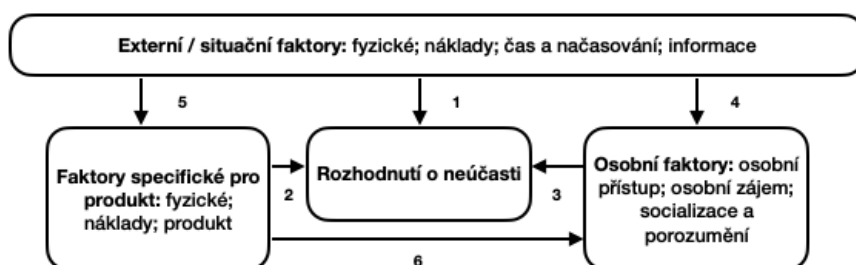 Externí / situační faktory: fyzické; náklady; čas a načasování; informace
5
1
4
Faktory specifické pro
produkt: fyzické;
náklady; produkt
2
Rozhodnutí o neúčasti
3
Osobní faktory: osobní
přístup; osobní zájem;
socializace a
porozumění
6